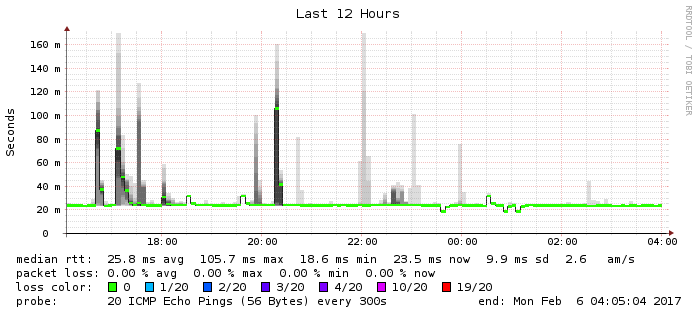 Last 12 Hours
RRDTOOL / TOBI OETIKER
Seconds
160 m
140 m
120 m
100 m
80 m
60 m
40 m
20 m
0
18:00 20:00 22:00 00:00 02:00 04:00
median rtt: 25.8 ms avg 105.7 ms max 18.6 ms min 23.5 ms now 9.9 ms sd 2.6 am/s
packet loss: 0.00 % avg 0.00 % max 0.00 % min 0.00 % now
loss color: 0 1/20 2/20 3/20 4/20 10/20 19/20
probe: 20 ICMP Echo Pings (56 Bytes) every 300s end: Mon Feb 6 04:05:04 2017